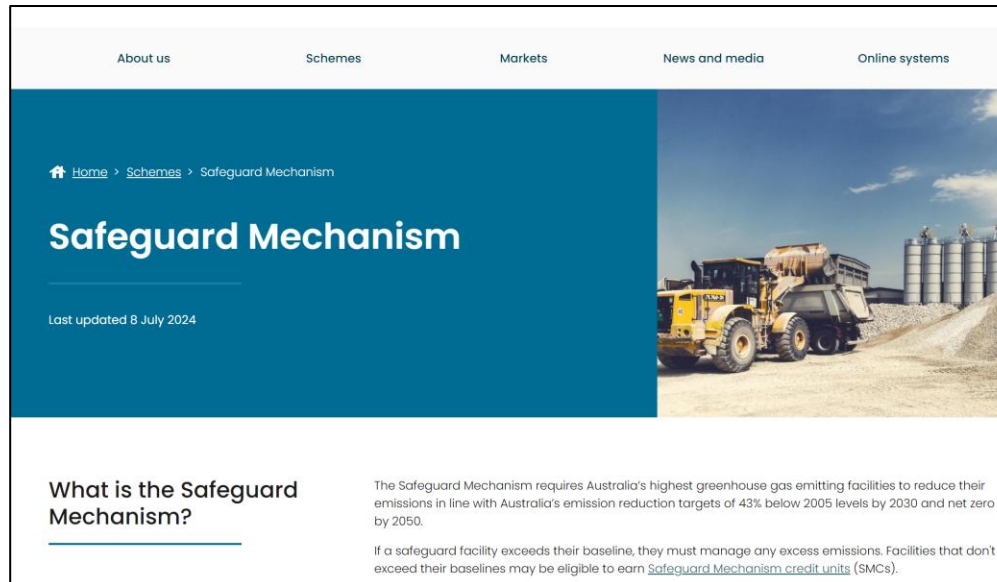 About us Schemes Markets News and media Online systems
Home > Schemes > Safeguard Mechanism
Safeguard Mechanism
Last updated 8 July 2024
What is the Safeguard
Mechanism?
The Safeguard Mechanism requires Australia's highest greenhouse gas emitting facilities to reduce their
emissions in line with Australia's emission reduction targets of 43% below 2005 levels by 2030 and net zero
by 2050.
If a safeguard facility exceeds their baseline, they must manage any excess emissions. Facilities that don't
exceed their baselines may be eligible to earn Safeguard Mechanism credit units (SMCs).